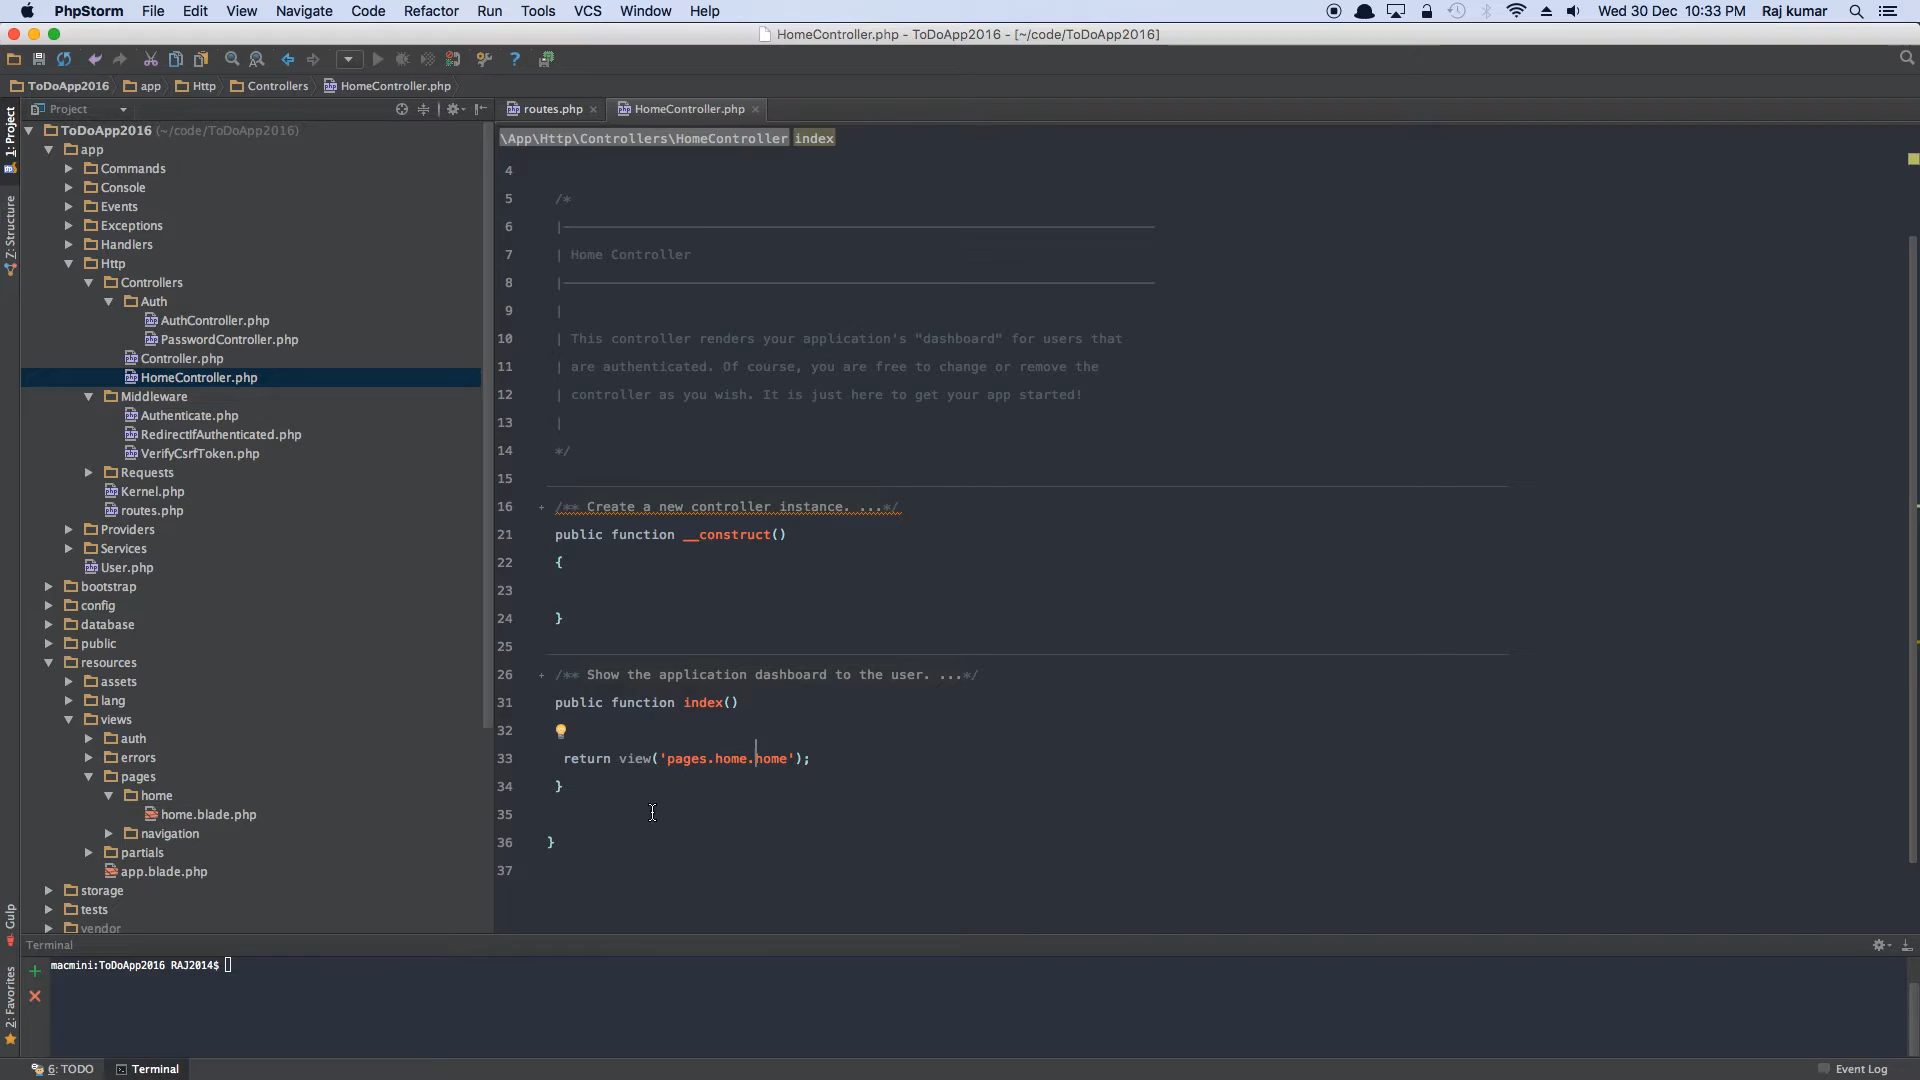 PhpStorm File Edit View Navigate Code Refactor Run Tools VCS Window Help Wed 30 Dec 10:33 PM Raj kumar
HomeController.php - ToDoApp2016 - [~/code/ToDoApp2016]
ToDoApp2016 app Http Controllers HomeController.php
Project routes.php HomeController.php
\App\Http\Controllers\HomeController index
1: Project
Z: Structure
Gulp
2: Favorites
ToDoApp2016 (~/code/ToDoApp2016)
app
Commands
Console
Events
Exceptions
Handlers
Http
Controllers
Auth
AuthController.php
PasswordController.php
Controller.php
HomeController.php
Middleware
Authenticate.php
RedirectIfAuthenticated.php
VerifyCsrfToken.php
Requests
Kernel.php
routes.php
Providers
Services
User.php
bootstrap
config
database
public
resources
assets
lang
views
auth
errors
pages
home
home.blade.php
navigation
partials
app.blade.php
storage
tests
vendor
4
5 /*
6 |
7 | Home Controller
8 |
9 |
10 | This controller renders your application's "dashboard" for users that
11 | are authenticated. Of course, you are free to change or remove the
12 | controller as you wish. It is just here to get your app started!
13 |
14 */
15
16 + /** Create a new controller instance. ...*/
21 public function __construct()
22 {
23
24 }
25
26 + /** Show the application dashboard to the user. ...*/
31 public function index()
32
33 return view('pages.home.home');
34 }
35
36 }
37
Terminal
macmini:ToDoApp2016 RAJ2014$
6: TODO Terminal Event Log